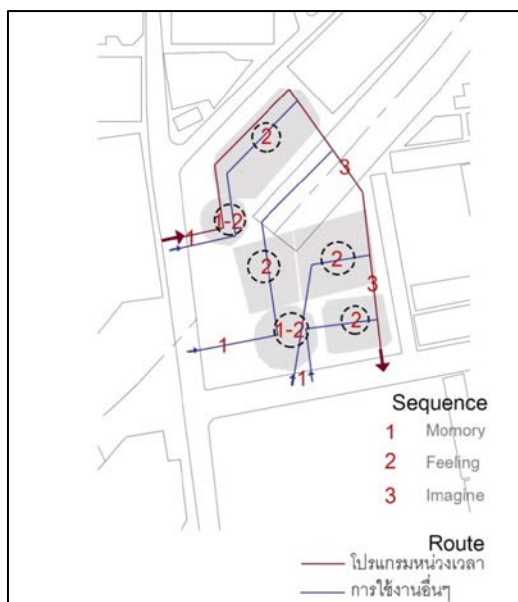 2
3
1-2
1
2
2
3
1-2
2
1
1
Sequence
1 Momory
2 Feeling
3 Imagine
Route
โปรแกรมหน่วงเวลา
การใช้งานอื่นๆ